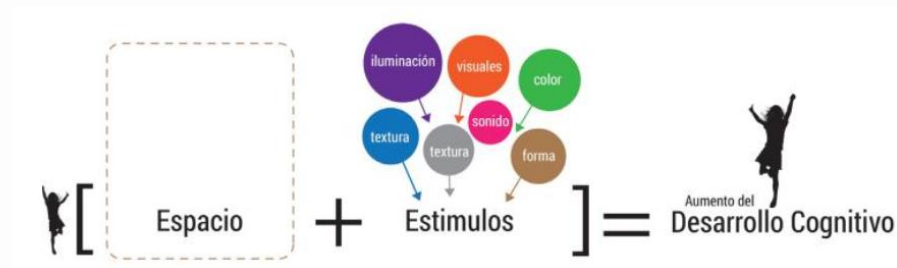 iluminación
visuales
color
sonido
textura
textura
forma
[ Espacio + Estimulos ] = Aumento del
Desarrollo Cognitivo